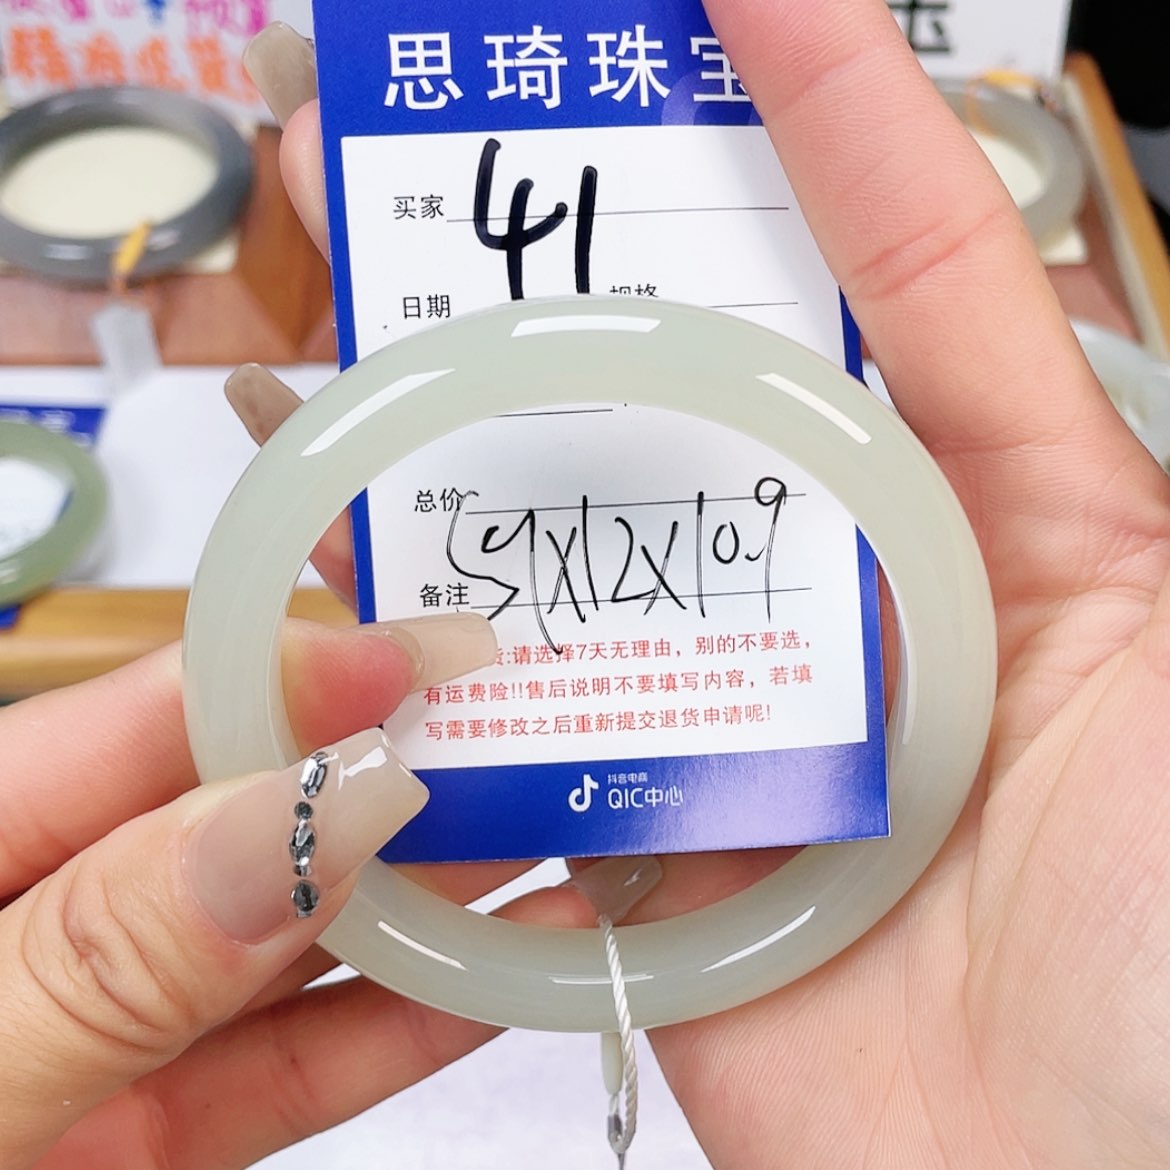 思琦珠宝
买家 41
日期 规格
总价
59x12x10.9
备注
货:请选择7天无理由，别的不要选，
有运费险!!售后说明不要填写内容，若填
写需要修改之后重新提交退货申请呢!
抖音电商
QIC中心